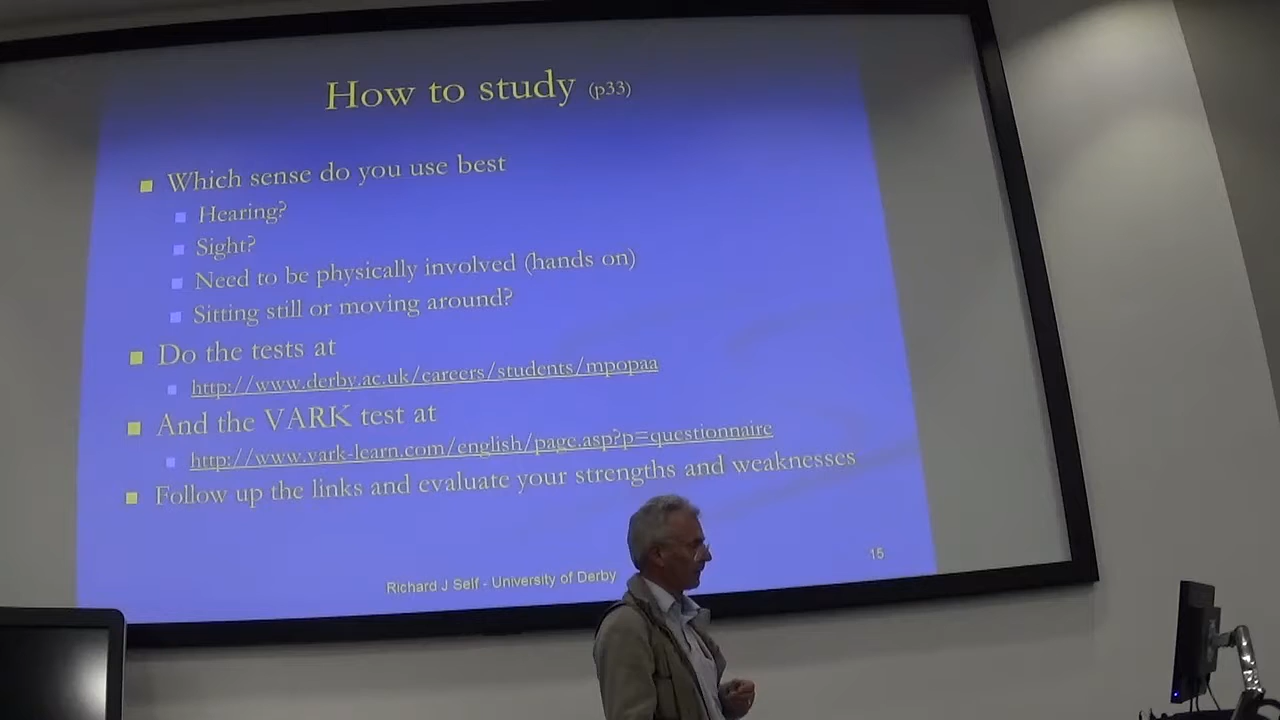 How to study (p33)
Which sense do you use best
Hearing?
Sight?
Need to be physically involved (hands on)
Sitting still or moving around?
Do the tests at
http://www.derby.ac.uk/careers/students/mpopaa
And the VARK test at
http://www.vark-learn.com/english/page.asp?p=questionnaire
Follow up the links and evaluate your strengths and weaknesses
Richard J Self - University of Derby
15